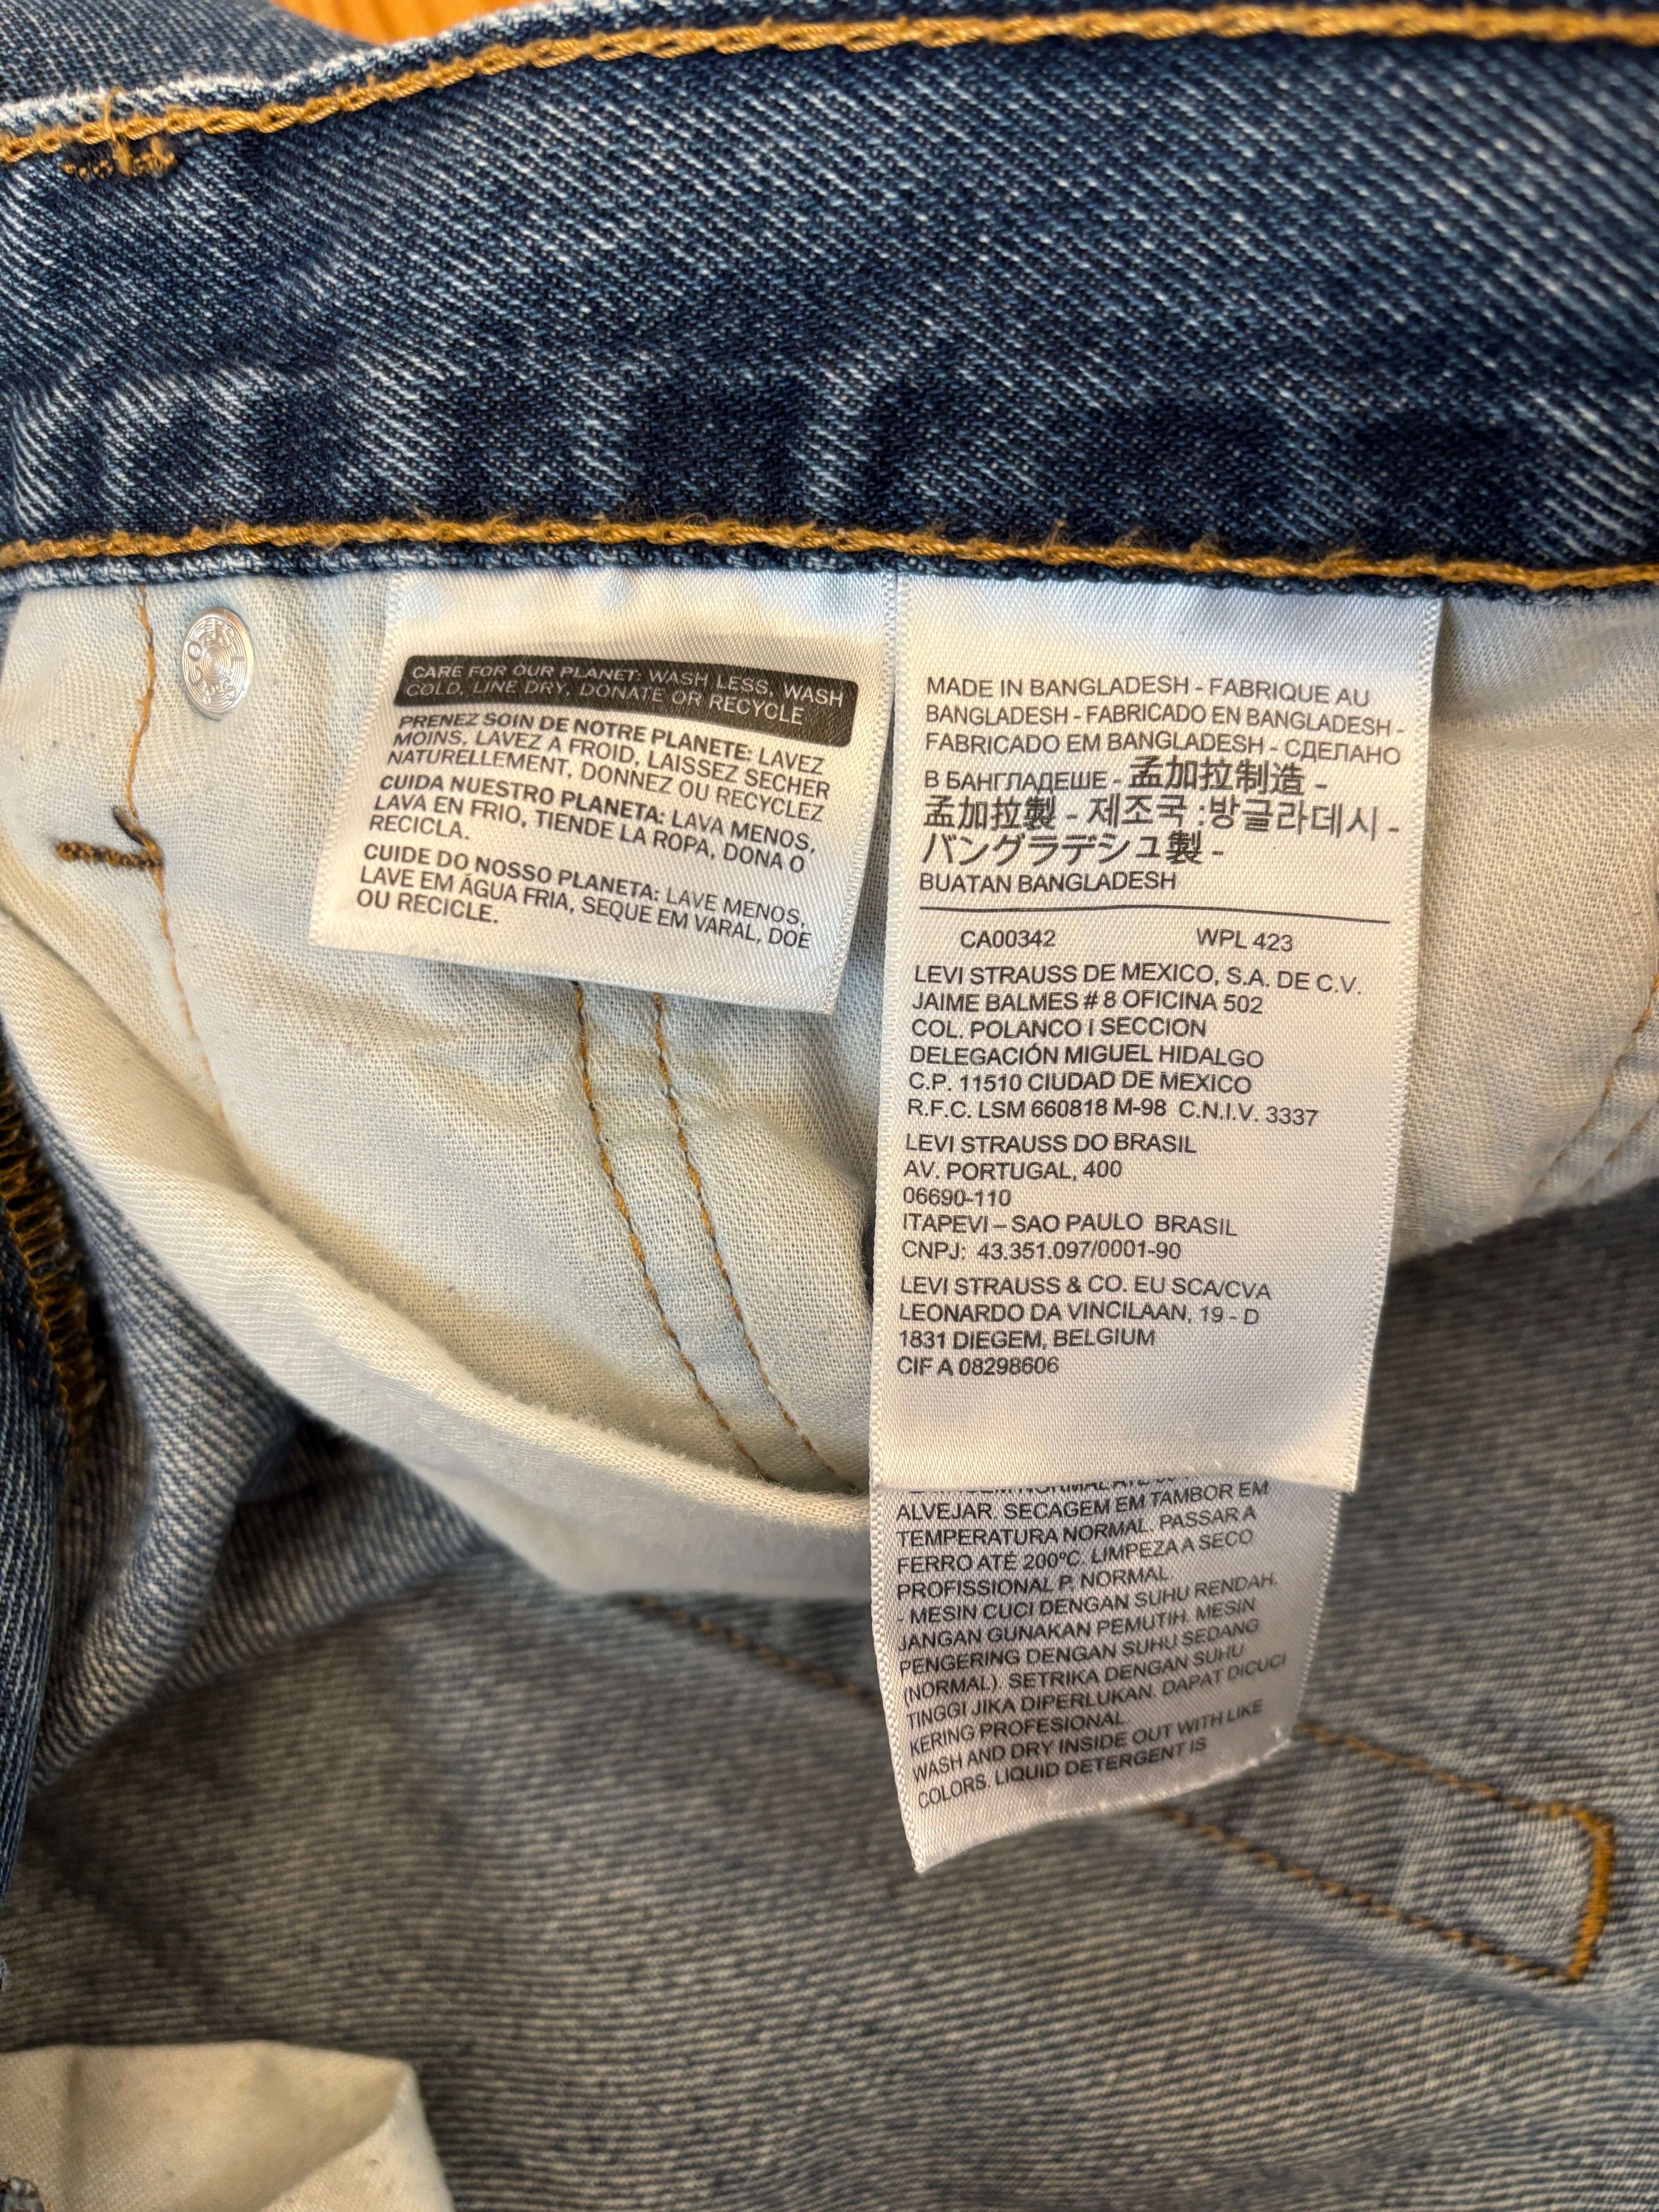 CARE FOR OUR PLANET: WASH LESS, WASH
COLD, LINE DRY, DONATE OR RECYCLE
PRENEZ SOIN DE NOTRE PLANETE: LAVEZ
MOINS, LAVEZ A FROID, LAISSEZ SECHER
NATURELLEMENT, DONNEZ OU RECYCLEZ
CUIDA NUESTRO PLANETA: LAVA MENOS,
LAVA EN FRIO, TIENDE LA ROPA, DONA O
RECICLA.
CUIDE DO NOSSO PLANETA: LAVE MENOS,
LAVE EM ÁGUA FRIA, SEQUE EM VARAL, DOE
OU RECICLE.
MADE IN BANGLADESH - FABRIQUE AU
BANGLADESH - FABRICADO EN BANGLADESH -
FABRICADO EM BANGLADESH - СДЕЛАНО
В БАНГЛАДЕШЕ - 孟加拉制造 -
孟加拉製 - 제조국 :방글라데시 -
バングラデシュ製 -
BUATAN BANGLADESH
CA00342 WPL 423
LEVI STRAUSS DE MEXICO, S.A. DE C.V.
JAIME BALMES # 8 OFICINA 502
COL. POLANCO I SECCION
DELEGACIÓN MIGUEL HIDALGO
C.P. 11510 CIUDAD DE MEXICO
R.F.C. LSM 660818 M-98 C.N.I.V. 3337
LEVI STRAUSS DO BRASIL
AV. PORTUGAL, 400
06690-110
ITAPEVI – SAO PAULO BRASIL
CNPJ: 43.351.097/0001-90
LEVI STRAUSS & CO. EU SCA/CVA
LEONARDO DA VINCILAAN, 19 - D
1831 DIEGEM, BELGIUM
CIF A 08298606
ALVEJAR. SECAGEM EM TAMBOR EM
TEMPERATURA NORMAL. PASSAR A
FERRO ATÉ 200ºC. LIMPEZA A SECO
PROFISSIONAL P. NORMAL
- MESIN CUCI DENGAN SUHU RENDAH.
JANGAN GUNAKAN PEMUTIH. MESIN
PENGERING DENGAN SUHU SEDANG
(NORMAL). SETRIKA DENGAN SUHU
TINGGI JIKA DIPERLUKAN. DAPAT DICUCI
KERING PROFESIONAL
WASH AND DRY INSIDE OUT WITH LIKE
COLORS. LIQUID DETERGENT IS